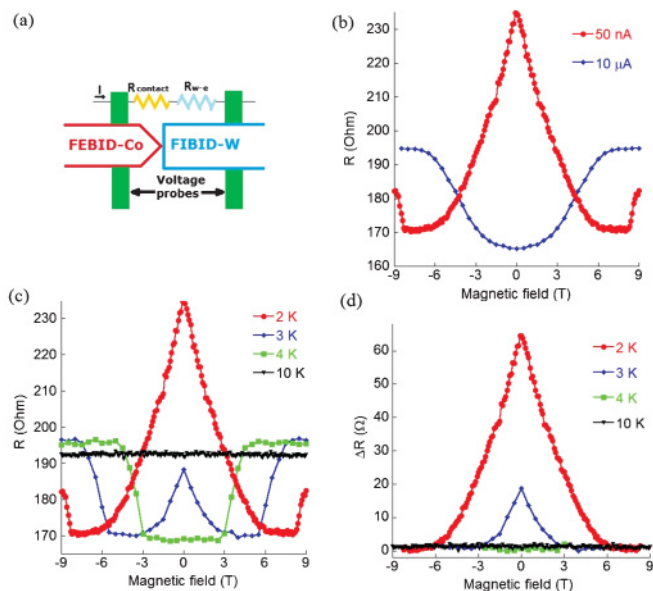 (a)
I
Rcontact
Rw-e
FEBID-Co
FIBID-W
Voltage
probes
(b)
R (Ohm)
230
220
210
200
190
180
170
160
-9 -6 -3 0 3 6 9
Magnetic field (T)
50 nA
10 µA
(c)
R (Ohm)
230
220
210
200
190
180
170
-9 -6 -3 0 3 6 9
Magnetic field (T)
2 K
3 K
4 K
10 K
(d)
ΔR (Ω)
60
50
40
30
20
10
0
-9 -6 -3 0 3 6 9
Magnetic field (T)
2 K
3 K
4 K
10 K